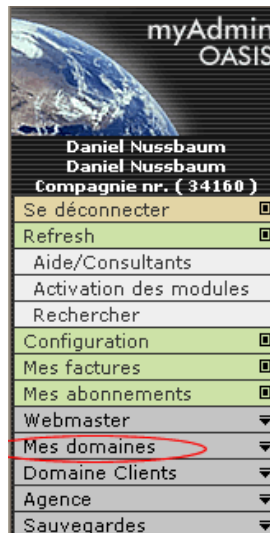 myAdmin
OASIS
Daniel Nussbaum
Daniel Nussbaum
Compagnie nr. ( 34160 )
Se déconnecter
Refresh
Aide/Consultants
Activation des modules
Rechercher
Configuration
Mes factures
Mes abonnements
Webmaster
Mes domaines
Domaine Clients
Agence
Sauvegardes